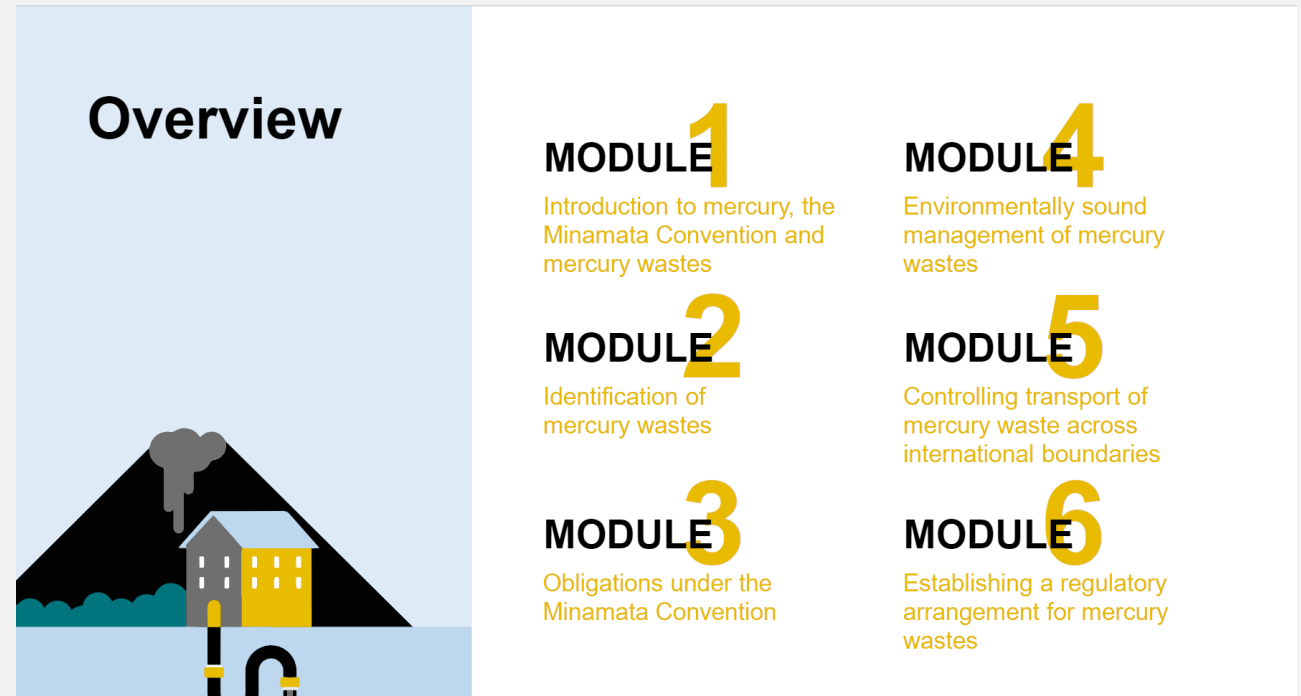 Overview
MODULE 1
Introduction to mercury, the
Minamata Convention and
mercury wastes
MODULE 2
Identification of
mercury wastes
MODULE 3
Obligations under the
Minamata Convention
MODULE 4
Environmentally sound
management of mercury
wastes
MODULE 5
Controlling transport of
mercury waste across
international boundaries
MODULE 6
Establishing a regulatory
arrangement for mercury
wastes